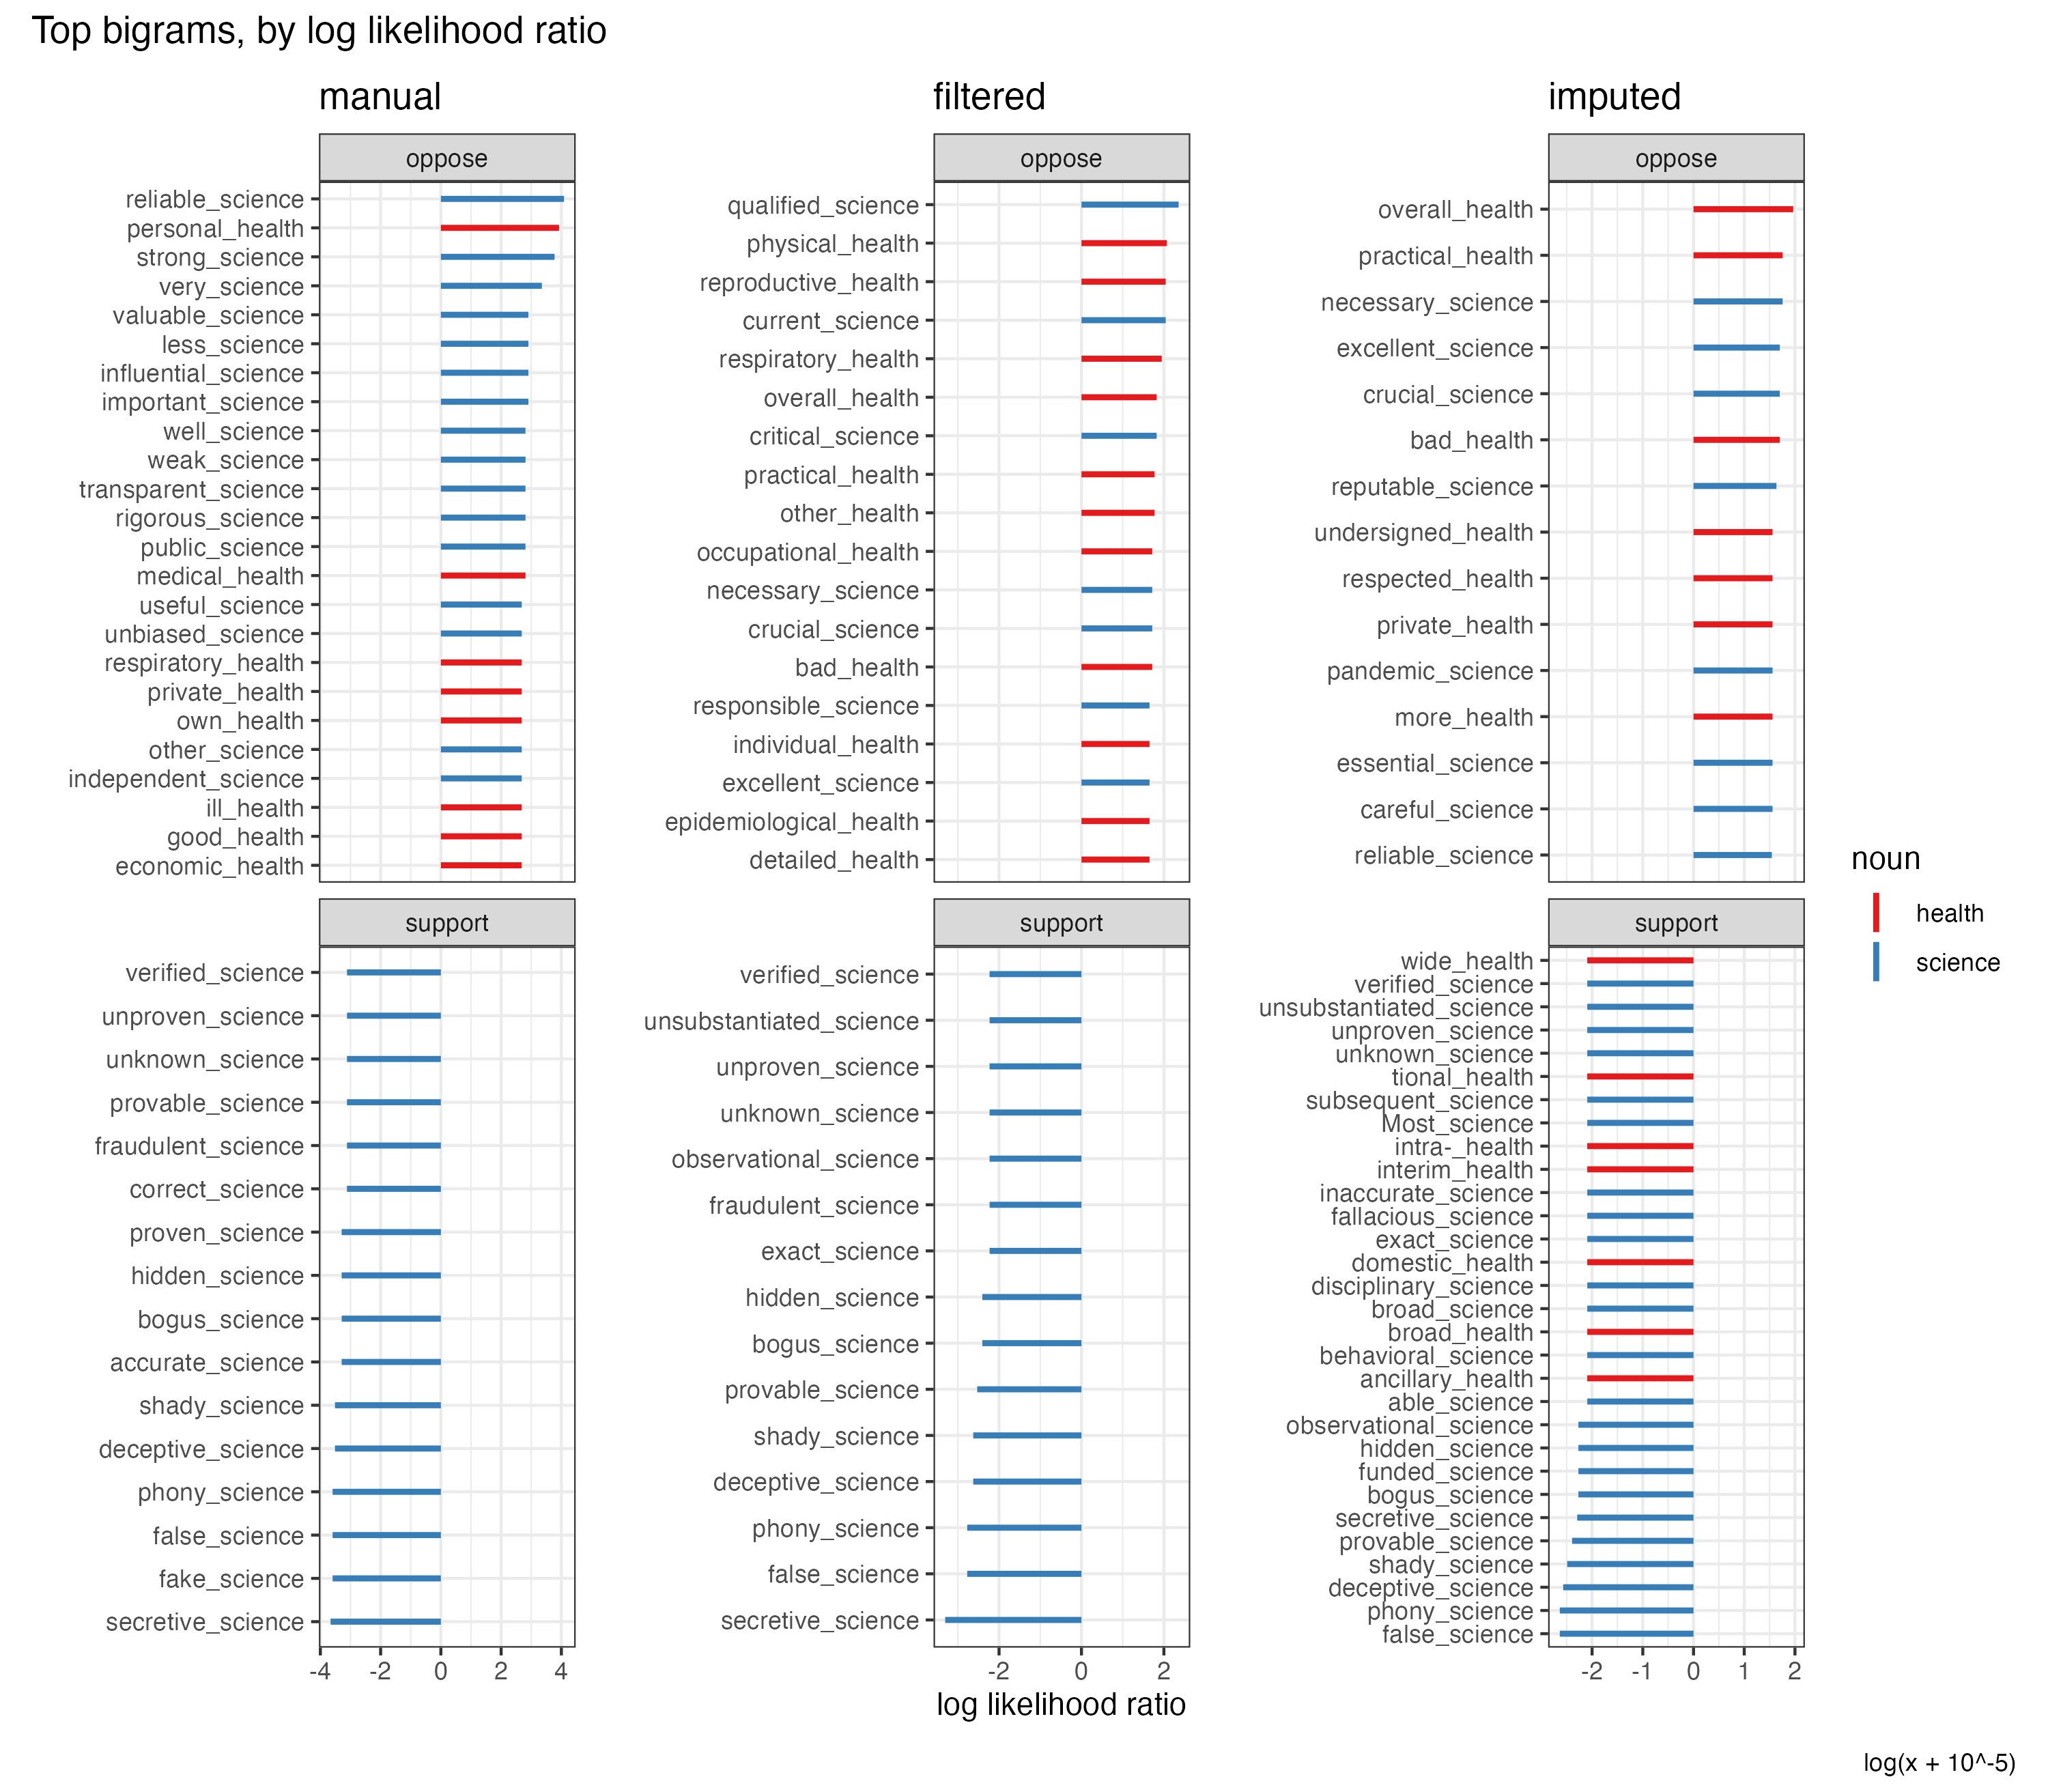 Top bigrams, by log likelihood ratio
manual
oppose
reliable_science
personal_health
strong_science
very_science
valuable_science
less_science
influential_science
important_science
well_science
weak_science
transparent_science
rigorous_science
public_science
medical_health
useful_science
unbiased_science
respiratory_health
private_health
own_health
other_science
independent_science
ill_health
good_health
economic_health
support
verified_science
unproven_science
unknown_science
provable_science
fraudulent_science
correct_science
proven_science
hidden_science
bogus_science
accurate_science
shady_science
deceptive_science
phony_science
false_science
fake_science
secretive_science
-4 -2 0 2 4
filtered
oppose
qualified_science
physical_health
reproductive_health
current_science
respiratory_health
overall_health
critical_science
practical_health
other_health
occupational_health
necessary_science
crucial_science
bad_health
responsible_science
individual_health
excellent_science
epidemiological_health
detailed_health
support
verified_science
unsubstantiated_science
unproven_science
unknown_science
observational_science
fraudulent_science
exact_science
hidden_science
bogus_science
provable_science
shady_science
deceptive_science
phony_science
false_science
secretive_science
-2 0 2
log likelihood ratio
imputed
oppose
overall_health
practical_health
necessary_science
excellent_science
crucial_science
bad_health
reputable_science
undersigned_health
respected_health
private_health
pandemic_science
more_health
essential_science
careful_science
reliable_science
support
wide_health
verified_science
unsubstantiated_science
unproven_science
unknown_science
tional_health
subsequent_science
Most_science
intra-_health
interim_health
inaccurate_science
fallacious_science
exact_science
domestic_health
disciplinary_science
broad_science
broad_health
behavioral_science
ancillary_health
able_science
observational_science
hidden_science
funded_science
bogus_science
secretive_science
provable_science
shady_science
deceptive_science
phony_science
false_science
-2 -1 0 1 2
noun
health
science
log(x + 10^-5)